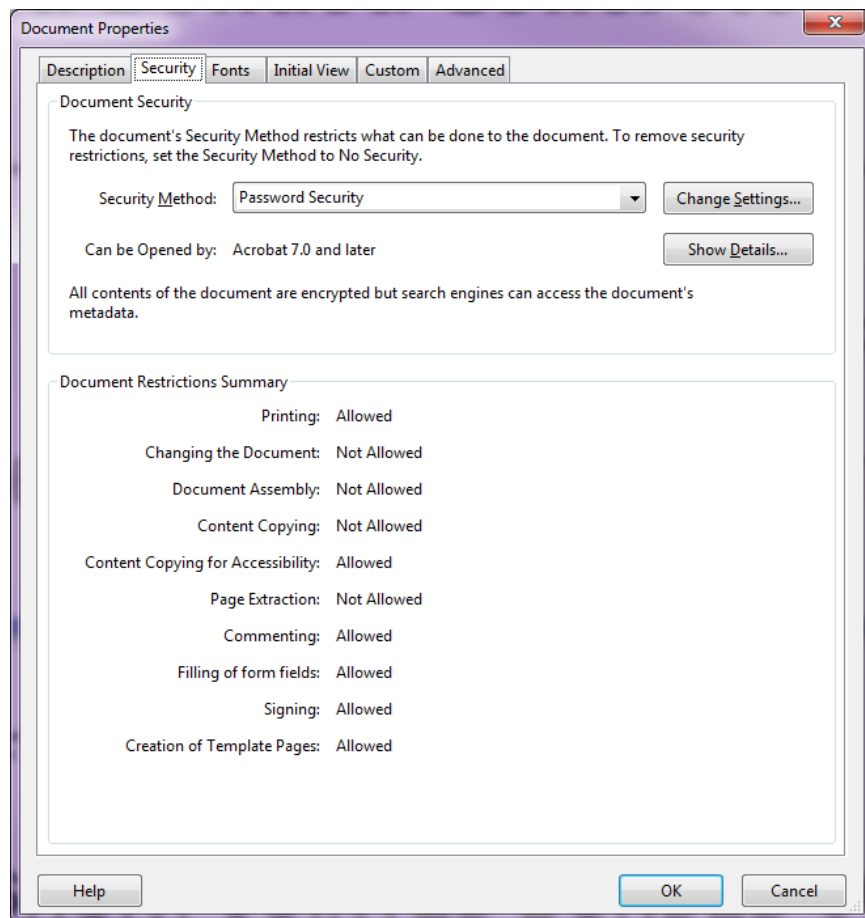 Document Properties
Description Security Fonts Initial View Custom Advanced
Document Security
The document's Security Method restricts what can be done to the document. To remove security
restrictions, set the Security Method to No Security.
Security Method: Password Security Change Settings...
Can be Opened by: Acrobat 7.0 and later Show Details...
All contents of the document are encrypted but search engines can access the document's
metadata.
Document Restrictions Summary
Printing: Allowed
Changing the Document: Not Allowed
Document Assembly: Not Allowed
Content Copying: Not Allowed
Content Copying for Accessibility: Allowed
Page Extraction: Not Allowed
Commenting: Allowed
Filling of form fields: Allowed
Signing: Allowed
Creation of Template Pages: Allowed
Help OK Cancel